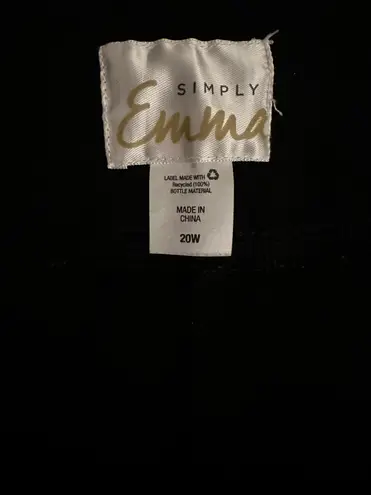 SIMPLY
Emma
LABEL MADE WITH
Recycled (100%)
BOTTLE MATERIAL
MADE IN
CHINA
20W